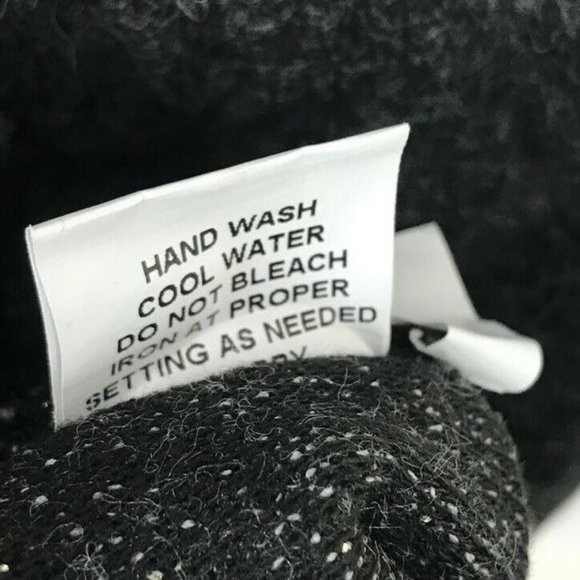 HAND WASH
COOL WATER
DO NOT BLEACH
IRON AT PROPER
SETTING AS NEEDED